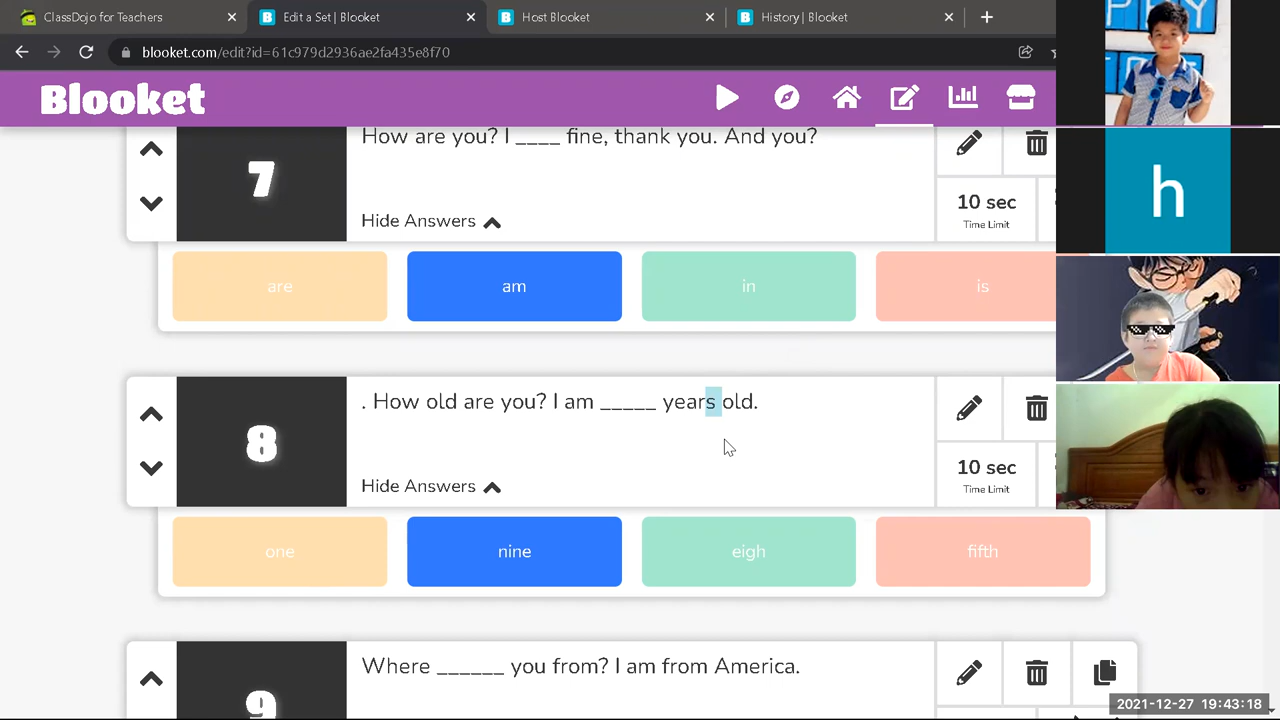 ClassDojo for Teachers
Edit a Set | Blooket
Host Blooket
History | Blooket
blooket.com/edit?id=61c979d2936ae2fa433e8f70
Blooket
7
How are you? I ____ fine, thank you. And you?
Hide Answers
10 sec
Time Limit
are
am
in
is
8
. How old are you? I am _____ years old.
Hide Answers
10 sec
Time Limit
one
nine
eigh
fifth
9
Where ______ you from? I am from America.
h
2021-12-27 19:43:18